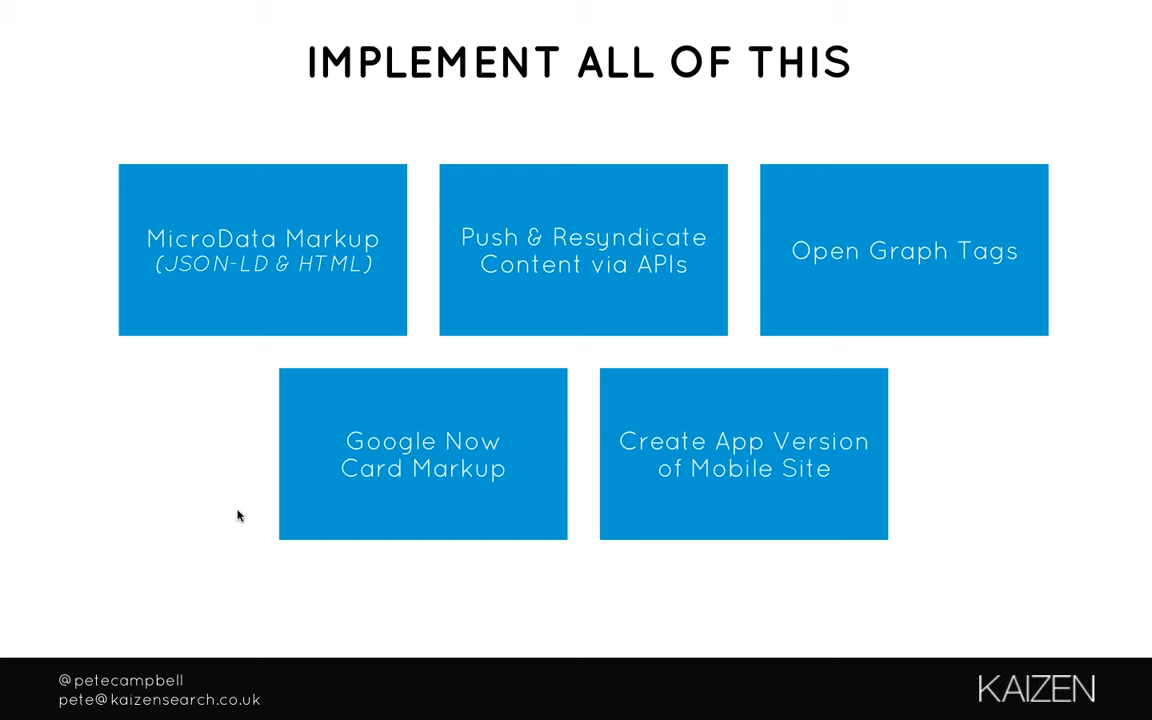 IMPLEMENT ALL OF THIS
MicroData Markup
(JSON-LD & HTML)
Push & Resyndicate
Content via APIs
Open Graph Tags
Google Now
Card Markup
Create App Version
of Mobile Site
@petecampbell
pete@kaizensearch.co.uk
KAIZEN